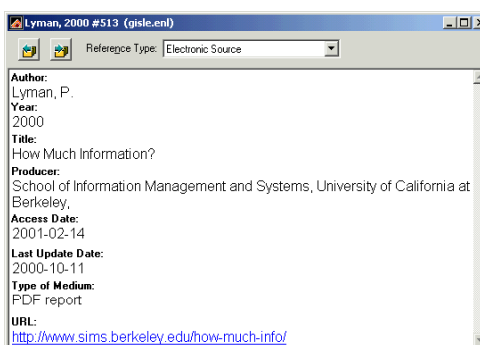 Lyman, 2000 #513 (gisle.enl)
Reference Type: Electronic Source
Author:
Lyman, P.
Year:
2000
Title:
How Much Information?
Producer:
School of Information Management and Systems, University of California at
Berkeley,
Access Date:
2001-02-14
Last Update Date:
2000-10-11
Type of Medium:
PDF report
URL:
http://www.sims.berkeley.edu/how-much-info/